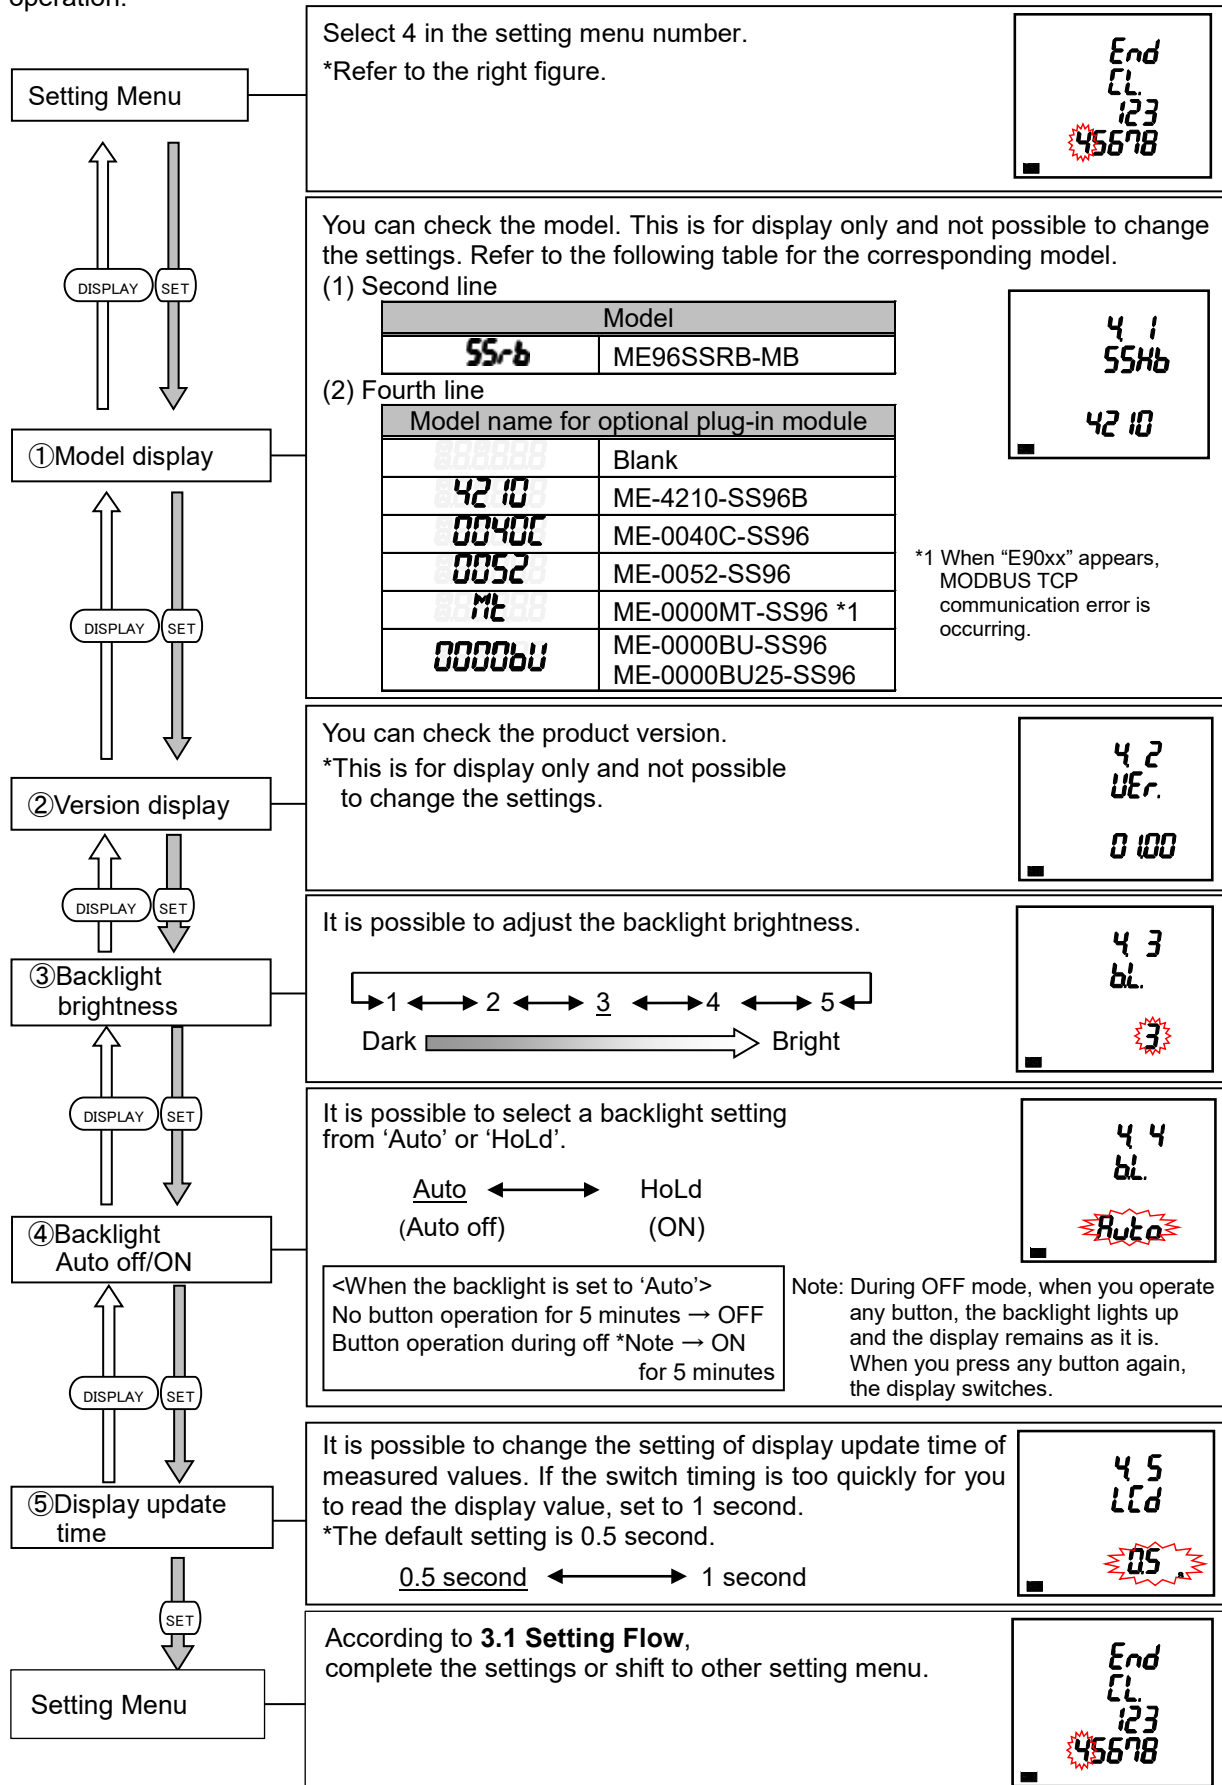 operation.
Setting Menu
Select 4 in the setting menu number.
*Refer to the right figure.
End
CL.
123
45678
DISPLAY SET
①Model display
You can check the model. This is for display only and not possible to change
the settings. Refer to the following table for the corresponding model.
(1) Second line
Model
SSrb ME96SSRB-MB
(2) Fourth line
Model name for optional plug-in module
Blank
4210 ME-4210-SS96B
0040C ME-0040C-SS96
0052 ME-0052-SS96
Mt ME-0000MT-SS96 *1
0000bU ME-0000BU-SS96
ME-0000BU25-SS96
4. 1
SSHb
4210
*1 When “E90xx” appears,
MODBUS TCP
communication error is
occurring.
DISPLAY SET
②Version display
You can check the product version.
*This is for display only and not possible
to change the settings.
4. 2
VEr.
01.00
DISPLAY SET
③Backlight
brightness
It is possible to adjust the backlight brightness.
1 2 3 4 5
Dark Bright
4. 3
bL.
3
DISPLAY SET
④Backlight
Auto off/ON
It is possible to select a backlight setting
from ‘Auto’ or ‘HoLd’.
Auto HoLd
(Auto off) (ON)
<When the backlight is set to ‘Auto’>
No button operation for 5 minutes → OFF
Button operation during off *Note → ON
for 5 minutes
Note: During OFF mode, when you operate
any button, the backlight lights up
and the display remains as it is.
When you press any button again,
the display switches.
4. 4
bL.
Auto
DISPLAY SET
⑤Display update
time
It is possible to change the setting of display update time of
measured values. If the switch timing is too quickly for you
to read the display value, set to 1 second.
*The default setting is 0.5 second.
0.5 second 1 second
4. 5
LCd
0.5 s
SET
Setting Menu
According to 3.1 Setting Flow,
complete the settings or shift to other setting menu.
End
CL.
123
45678